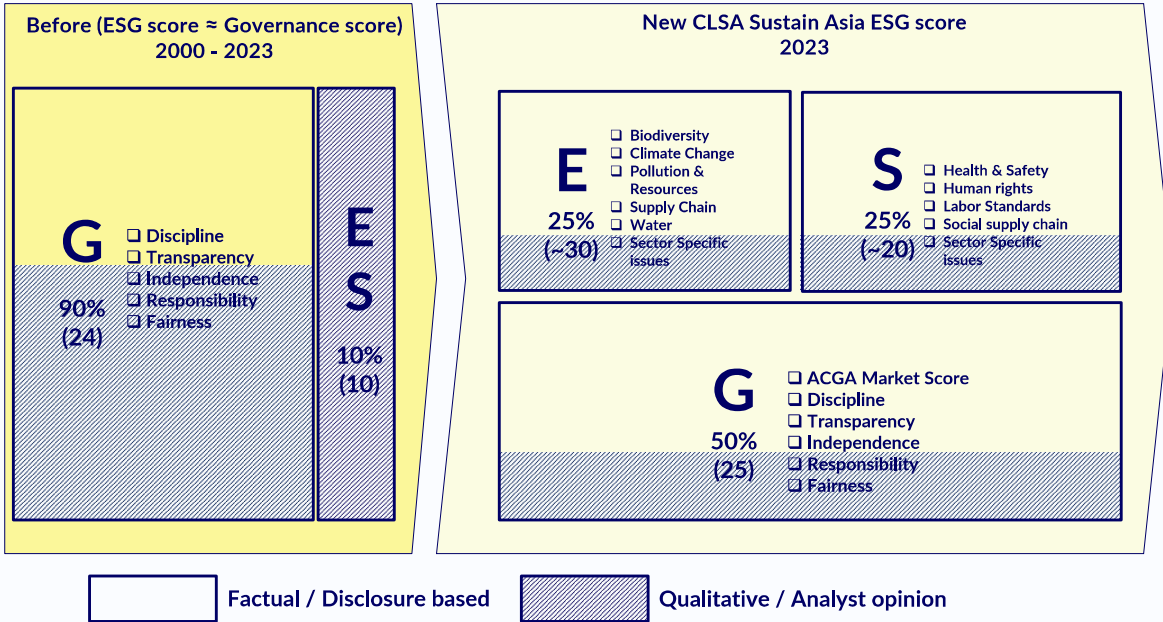 Before (ESG score ≈ Governance score)
2000 - 2023
G
90%
(24)
❑ Discipline
❑ Transparency
❑ Independence
❑ Responsibility
❑ Fairness
E
S
10%
(10)
New CLSA Sustain Asia ESG score
2023
E
25%
(~30)
❑ Biodiversity
❑ Climate Change
❑ Pollution &
Resources
❑ Supply Chain
❑ Water
❑ Sector Specific
issues
S
25%
(~20)
❑ Health & Safety
❑ Human rights
❑ Labor Standards
❑ Social supply chain
❑ Sector Specific
issues
G
50%
(25)
❑ ACGA Market Score
❑ Discipline
❑ Transparency
❑ Independence
❑ Responsibility
❑ Fairness
Factual / Disclosure based
Qualitative / Analyst opinion